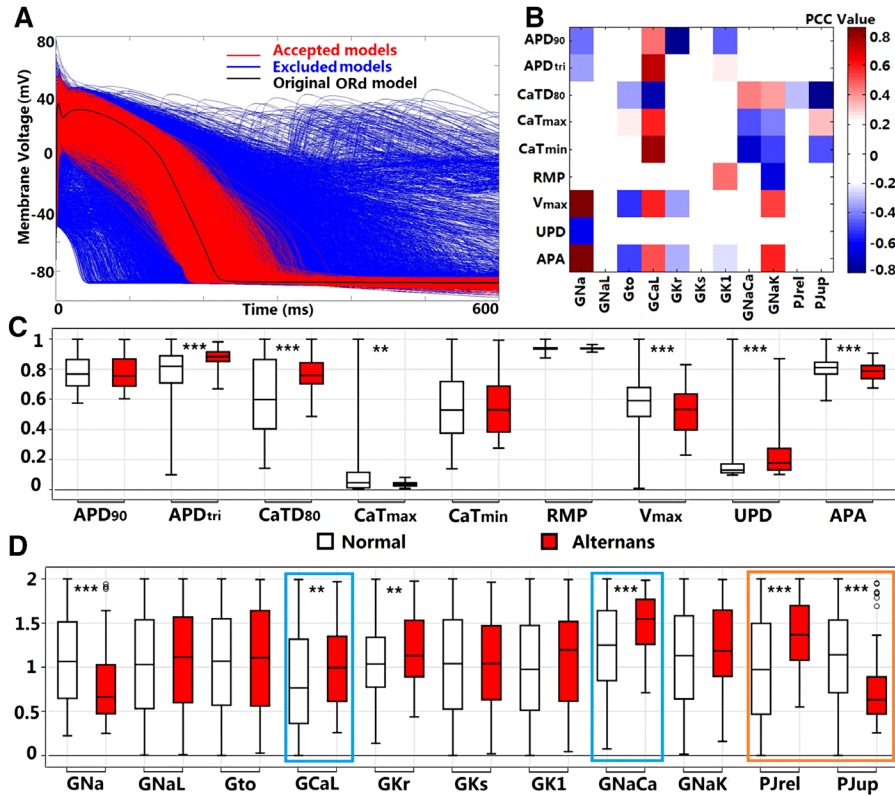 A
Membrane Voltage (mV)
80
40
0
-40
-80
Accepted models
Excluded models
Original ORd model
0
Time (ms)
600
B
PCC Value
APD90
APDtri
CaTD80
CaTmax
CaTmin
RMP
Vmax
UPD
APA
GNa
GNaL
Gto
GCaL
GKr
GKs
GK1
GNaCa
GNaK
PJrel
PJup
0.8
0.6
0.4
0.2
0
-0.2
-0.4
-0.6
-0.8
C
1
0.8
0.6
0.4
0.2
0
***
***
**
***
***
***
APD90 APDtri CaTD80 CaTmax CaTmin RMP Vmax UPD APA
Normal Alternans
D
2
1.5
1
0.5
0
***
**
**
***
***
***
GNa GNaL Gto GCaL GKr GKs GK1 GNaCa GNaK PJrel PJup